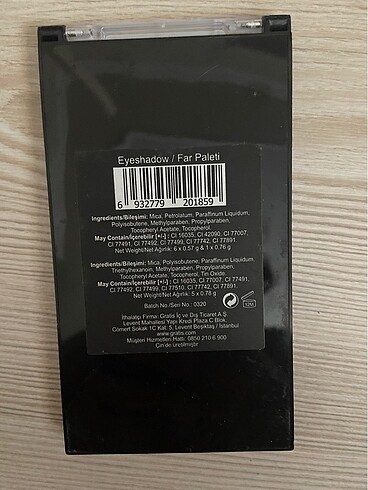 Eyeshadow / Far Paleti
6 932779 201859
Ingredients/Bileşimi: Mica, Petrolatum, Paraffinum Liquidum,
Polyisobutene, Methylparaben, Propylparaben,
Tocopheryl Acetate, Tocopherol.
May Contain/İçerebilir [+/-] : CI 16035, CI 42090, CI 77007,
CI 77491, CI 77492, CI 77499, CI 77742, CI 77891.
Net Weight/Net Ağırlık: 6 x 0.57 g & 1 x 0.76 g
Ingredients/Bileşimi: Mica, Polyisobutene, Petrolatum,
Triethylhexanoin, Methylparaben, Propylparaben,
Tocopheryl Acetate, Tocopherol, Tin Oxide.
May Contain/İçerebilir [+/-] : CI 16035, CI 77007, CI 77491,
CI 77492, CI 77499, CI 77510, CI 77742, CI 77891.
Net Weight/Net Ağırlık: 5 x 0.78 g
Batch No./Seri No.: 0320
İthalatçı Firma: Gratis İç ve Dış Ticaret A.Ş.
Levent Mahallesi Yapı Kredi Plaza C Blok,
Cömert Sokak 1C Kat: 5, Levent Beşiktaş / İstanbul
www.gratis.com
Müşteri Hizmetleri Hattı: 0850 210 6 900
Çin'de üretilmiştir
12M